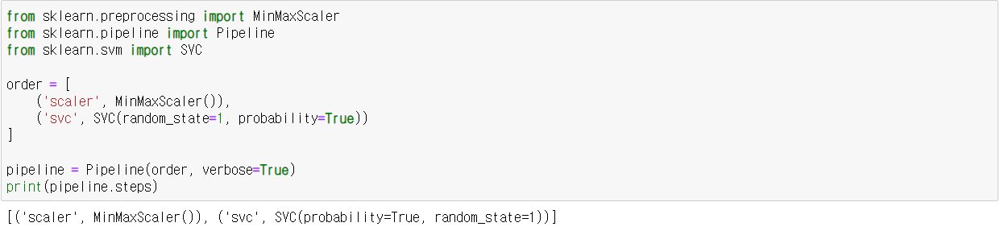 from sklearn.preprocessing import MinMaxScaler
from sklearn.pipeline import Pipeline
from sklearn.svm import SVC

order = [
    ('scaler', MinMaxScaler()),
    ('svc', SVC(random_state=1, probability=True))
]

pipeline = Pipeline(order, verbose=True)
print(pipeline.steps)
[('scaler', MinMaxScaler()), ('svc', SVC(probability=True, random_state=1))]